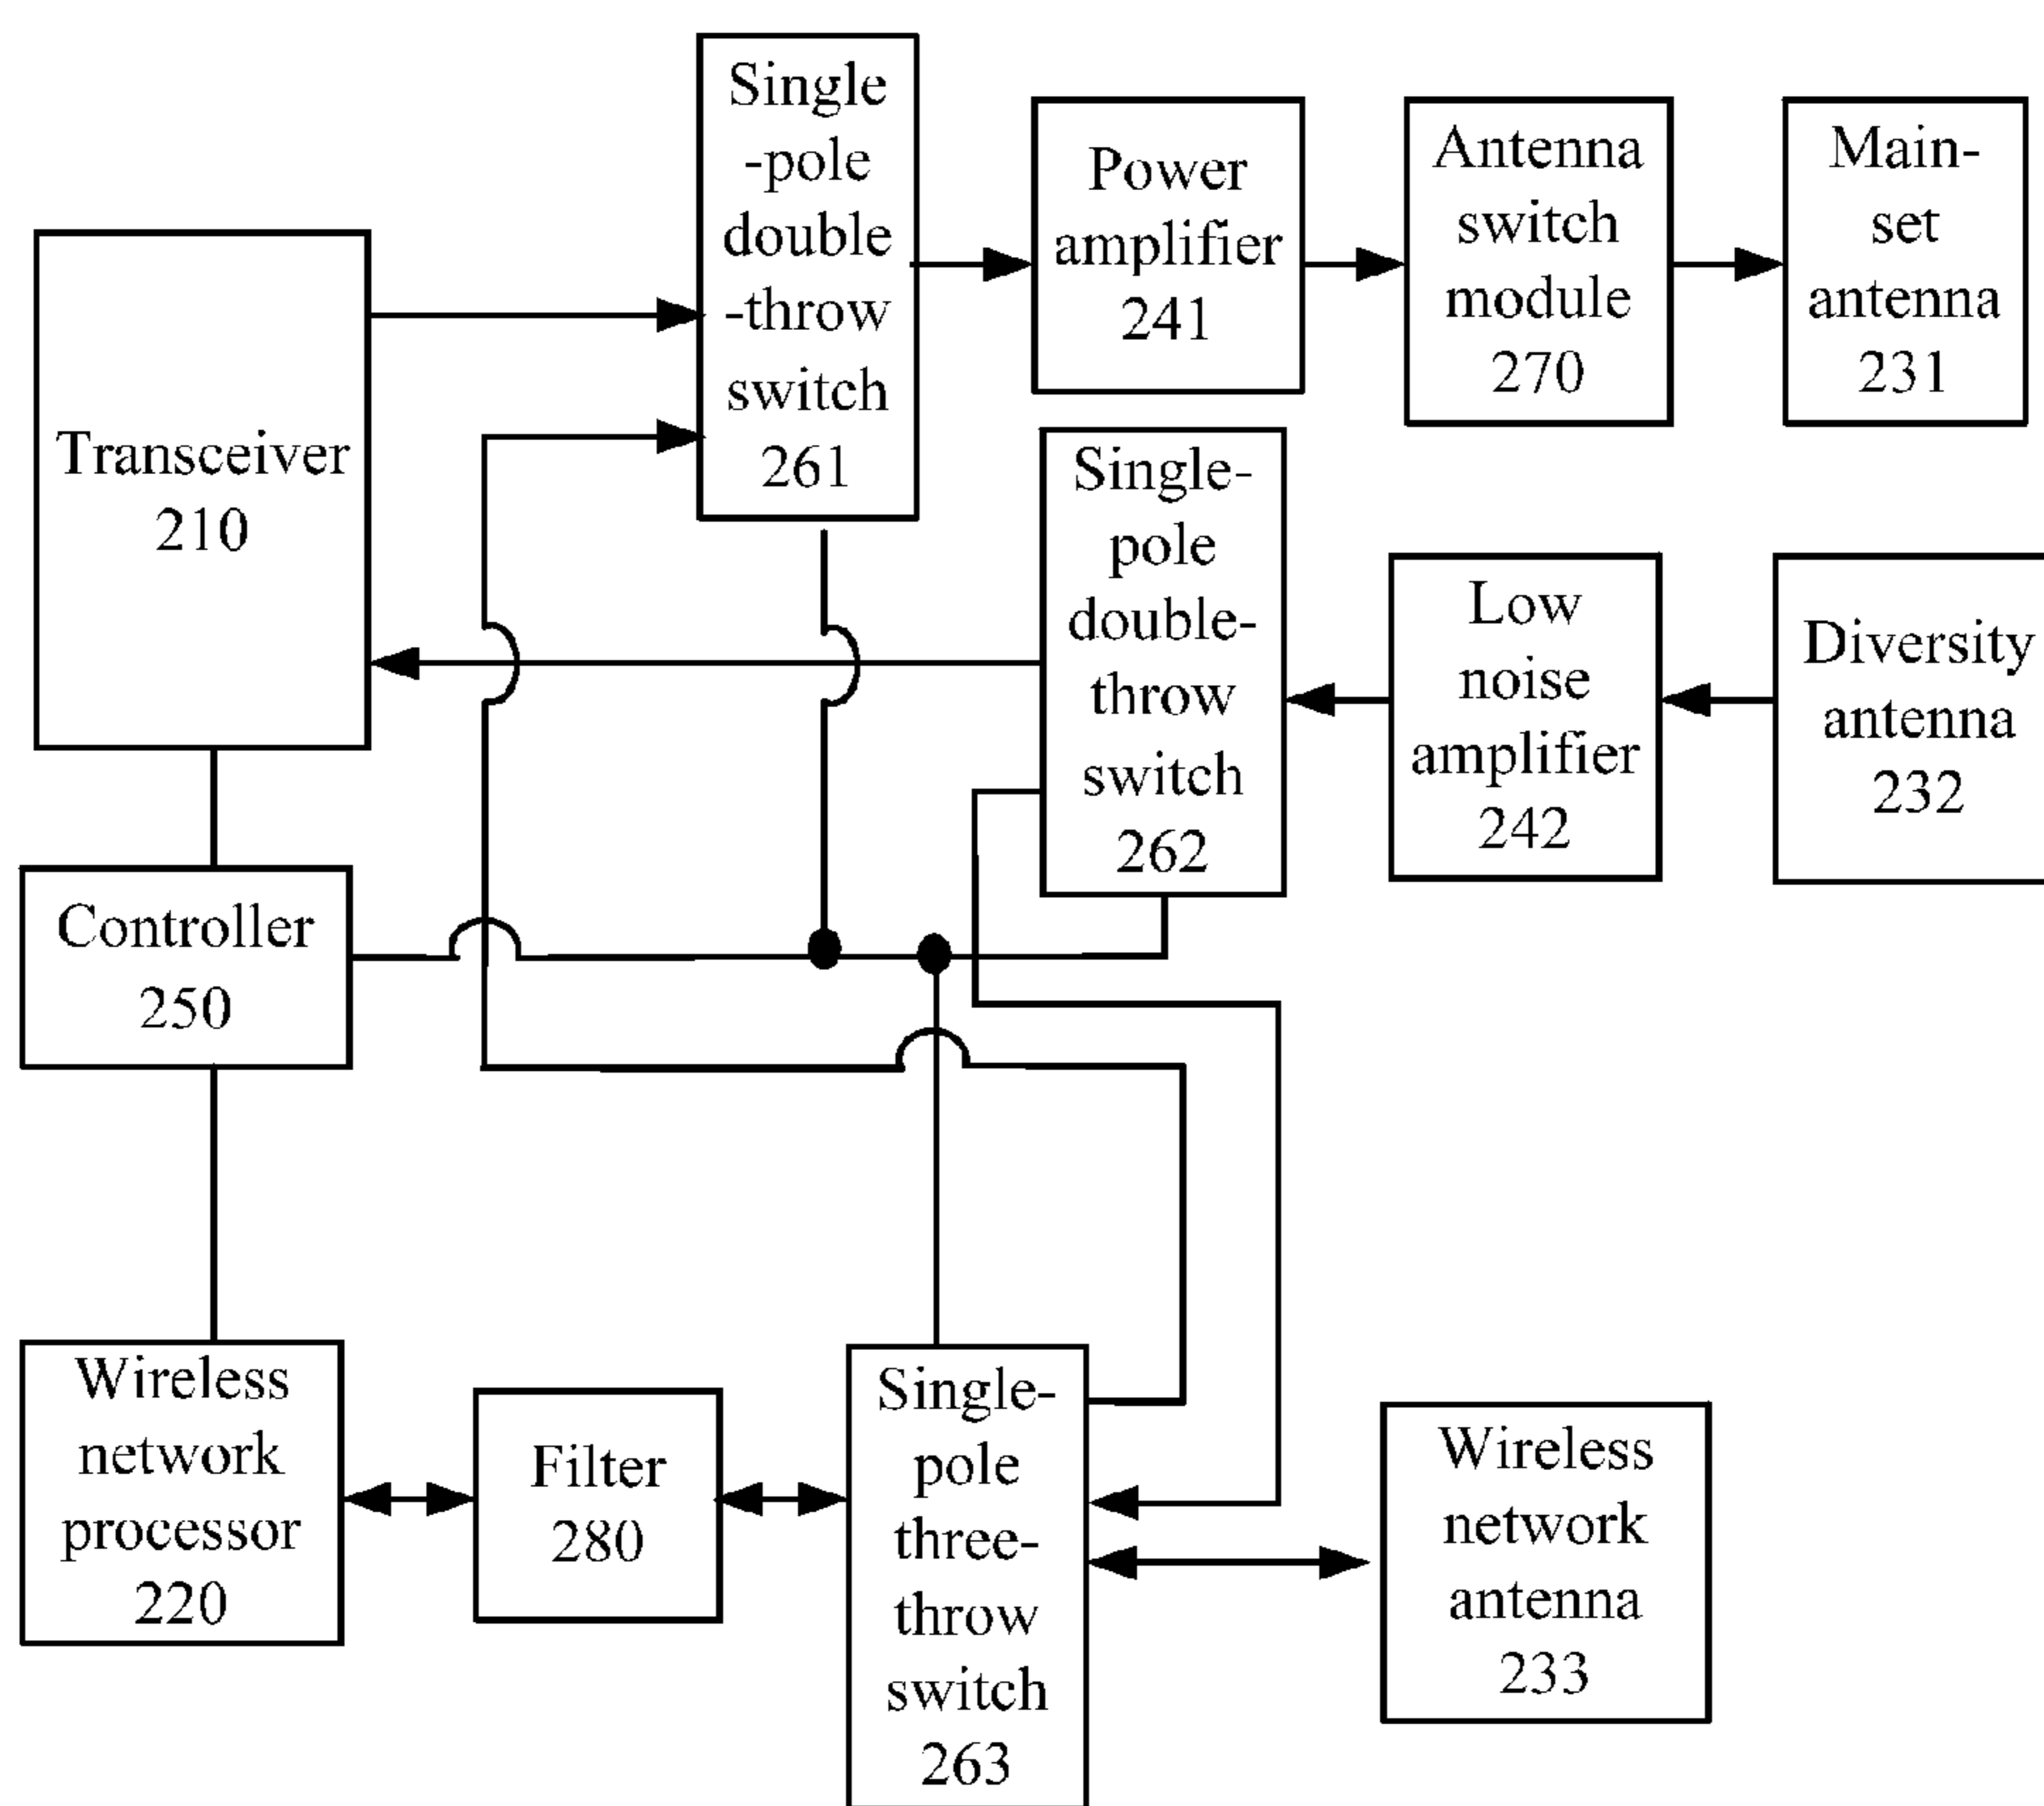 Single
-pole
double
-throw
switch
261
Power
amplifier
241
Antenna
switch
module
270
Main-
set
antenna
231
Transceiver
210
Single-
pole
double-
throw
switch
262
Low
noise
amplifier
242
Diversity
antenna
232
Controller
250
Wireless
network
processor
220
Filter
280
Single-
pole
three-
throw
switch
263
Wireless
network
antenna
233